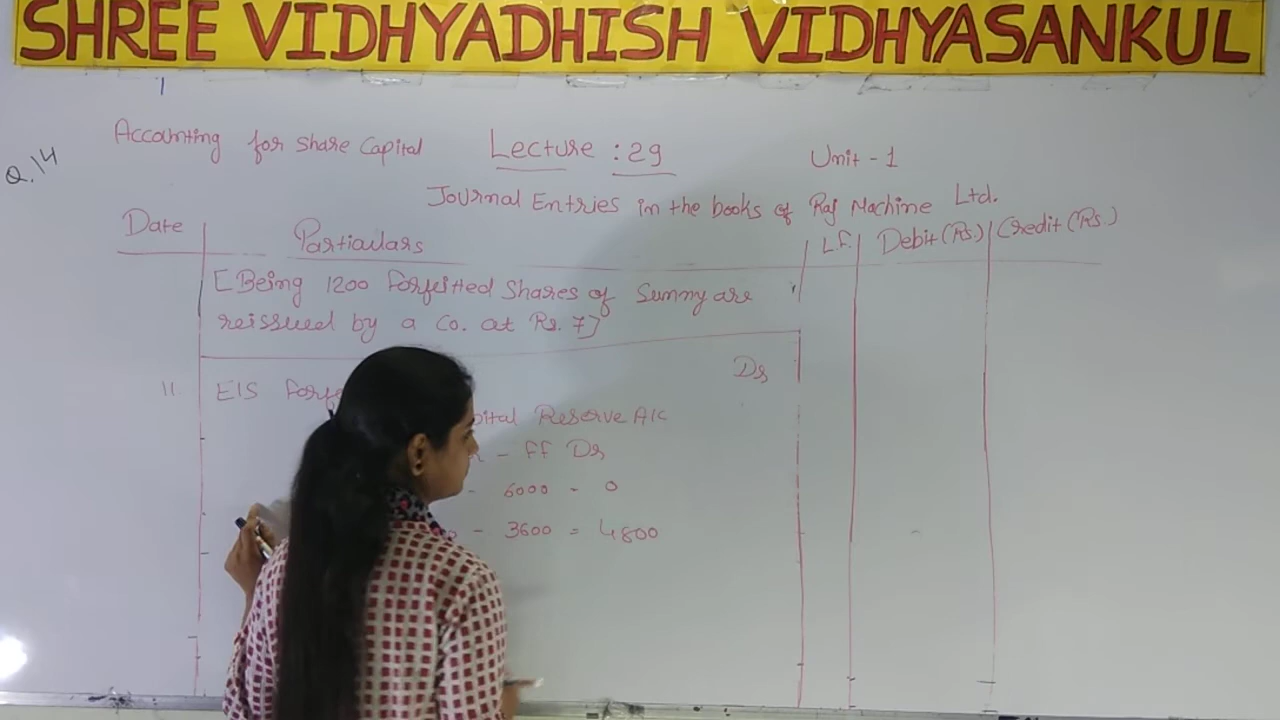 SHREE VIDHYADHISH VIDHYASANKUL
Q.14
Accounting for Share Capital Lecture : 29 Unit - 1
Journal Entries in the books of Raj Machine Ltd.
Date Particulars L.F. Debit (Rs.) Credit (Rs.)
[Being 1200 forfeitted Shares of Sunny are
reissued by a Co. at Rs. 7]
11 EIS Dr
Reserve A/c
- FF Dr
- 6000 - 0
- 3600 = 4800